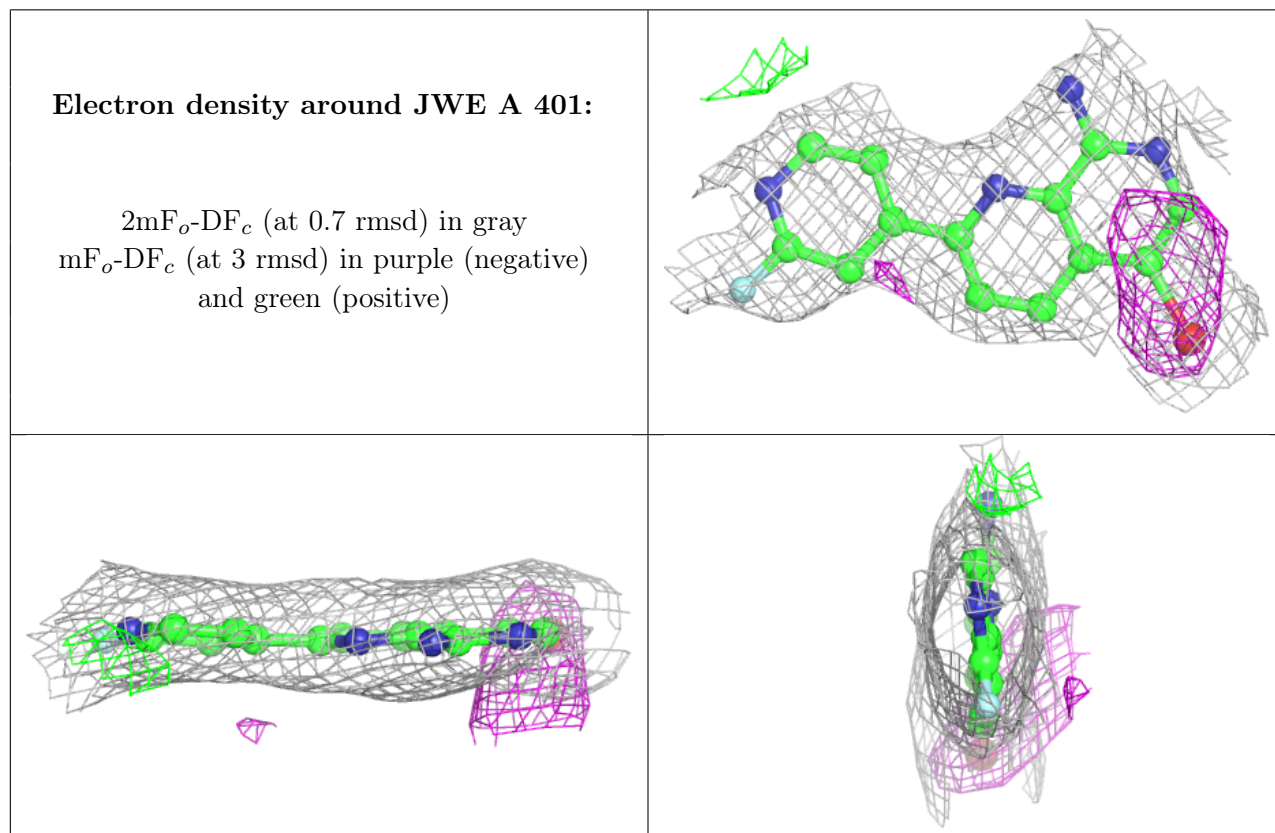 Electron density around JWE A 401:
2mFₒ-DF𝑐 (at 0.7 rmsd) in gray
mFₒ-DF𝑐 (at 3 rmsd) in purple (negative)
and green (positive)